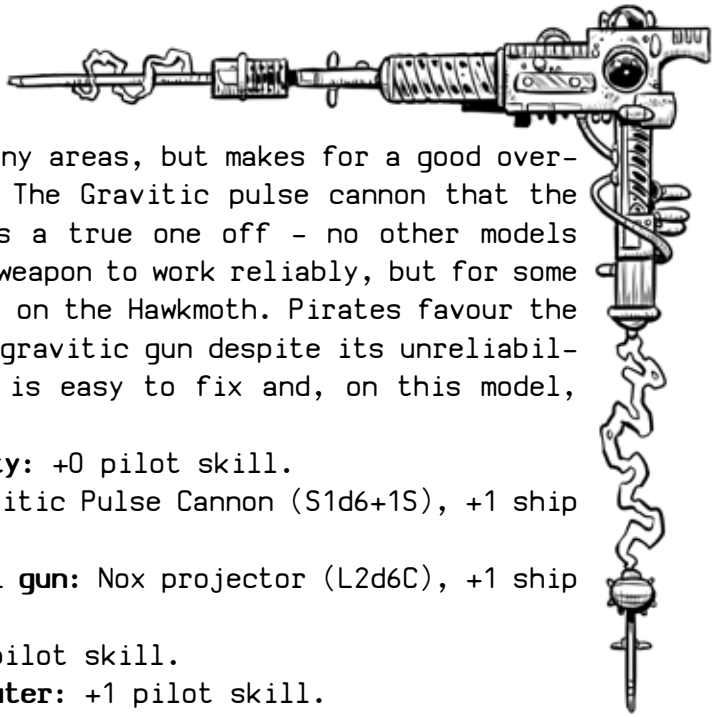 ny areas, but makes for a good over-
The Gravitic pulse cannon that the
s a true one off - no other models
weapon to work reliably, but for some
on the Hawkmoth. Pirates favour the
gravitic gun despite its unreliabil-
is easy to fix and, on this model,
ty: +0 pilot skill.
itic Pulse Cannon (S1d6+1S), +1 ship
l gun: Nox projector (L2d6C), +1 ship
pilot skill.
uter: +1 pilot skill.